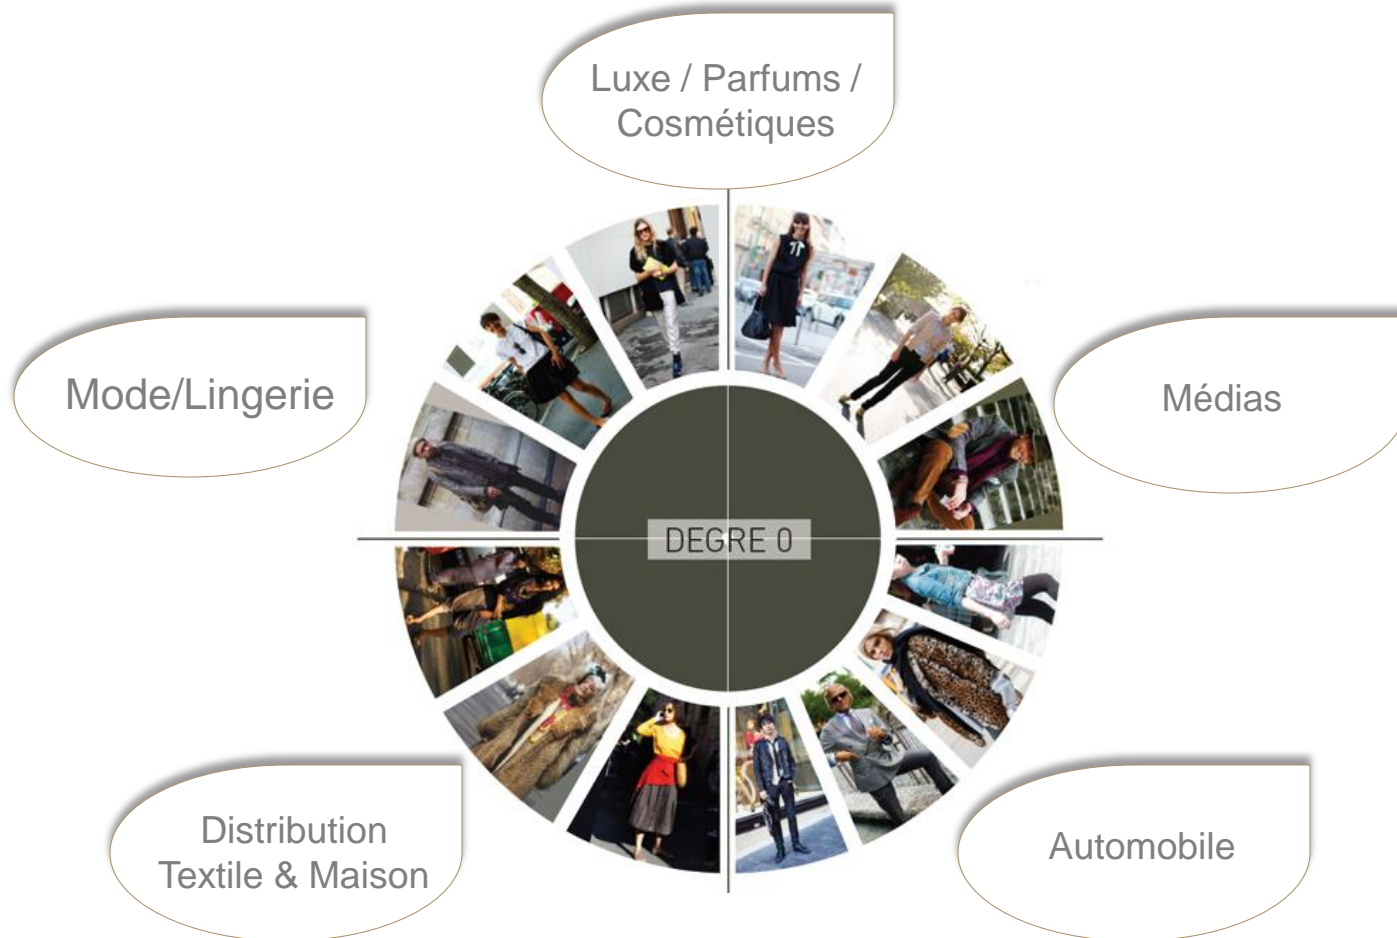 Luxe / Parfums /
Cosmétiques
Mode/Lingerie
Médias
DEGRE 0
Distribution
Textile & Maison
Automobile